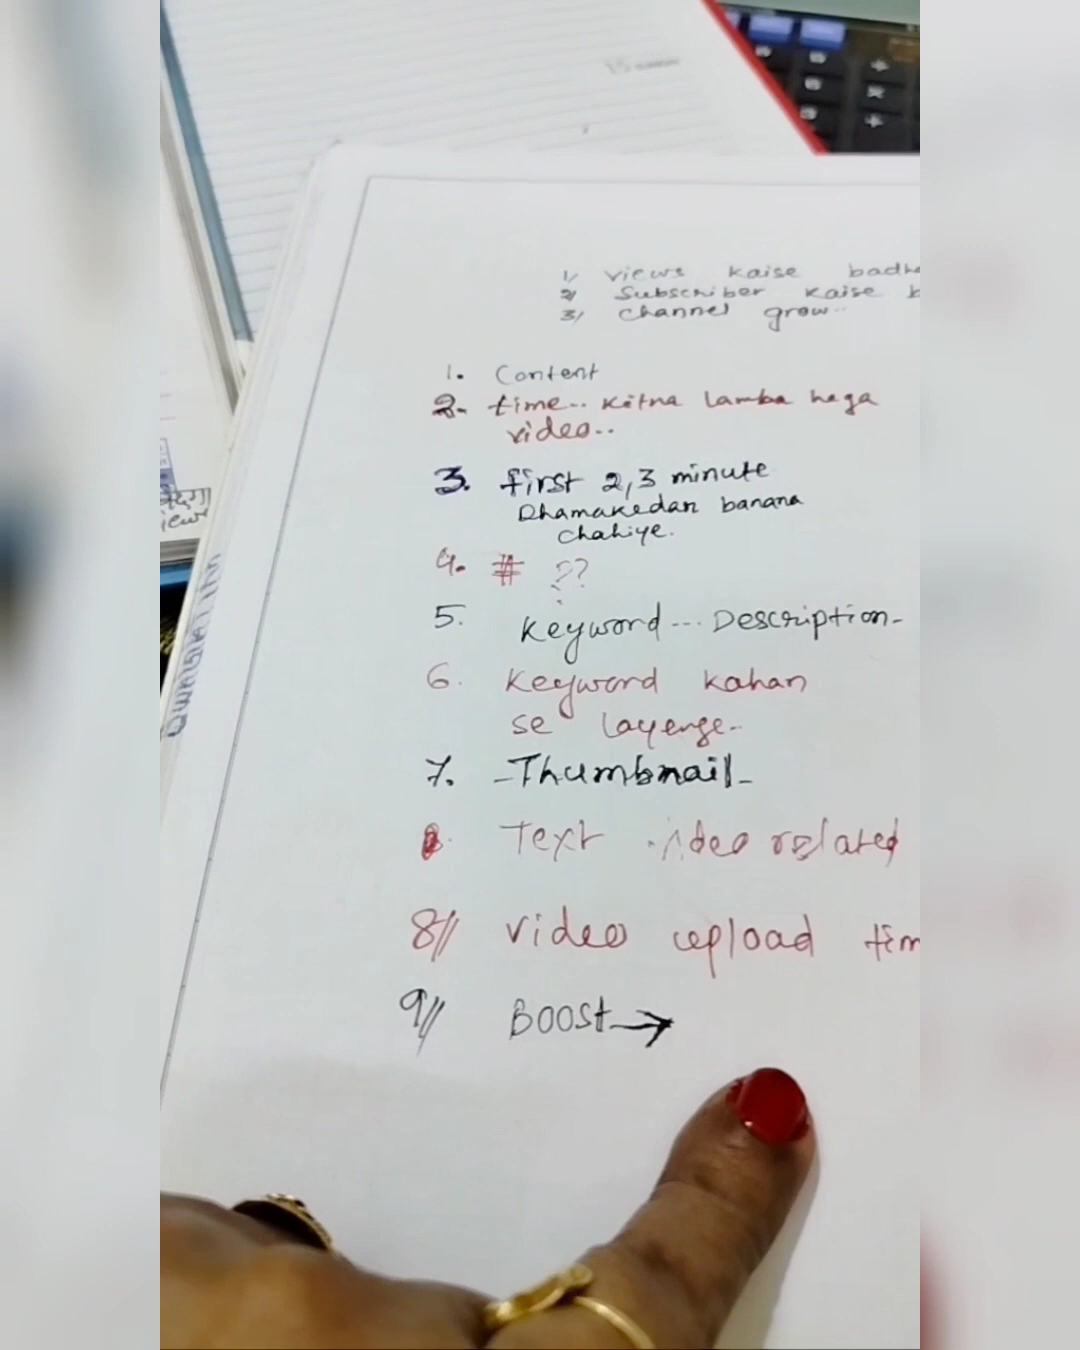 1/ views kaise
2/ Subscriber kaise
3/ channel grow..
1. Content
2. time.. Kitna lamba hoga
video..
3. first 2,3 minute
Dhamakedar banana
chahiye.
4. # ??
5. Keyword... Description-
6. Keyword kahan
se layenge-
7. -Thumbnail-
Text video related
8// video upload
9// Boost→